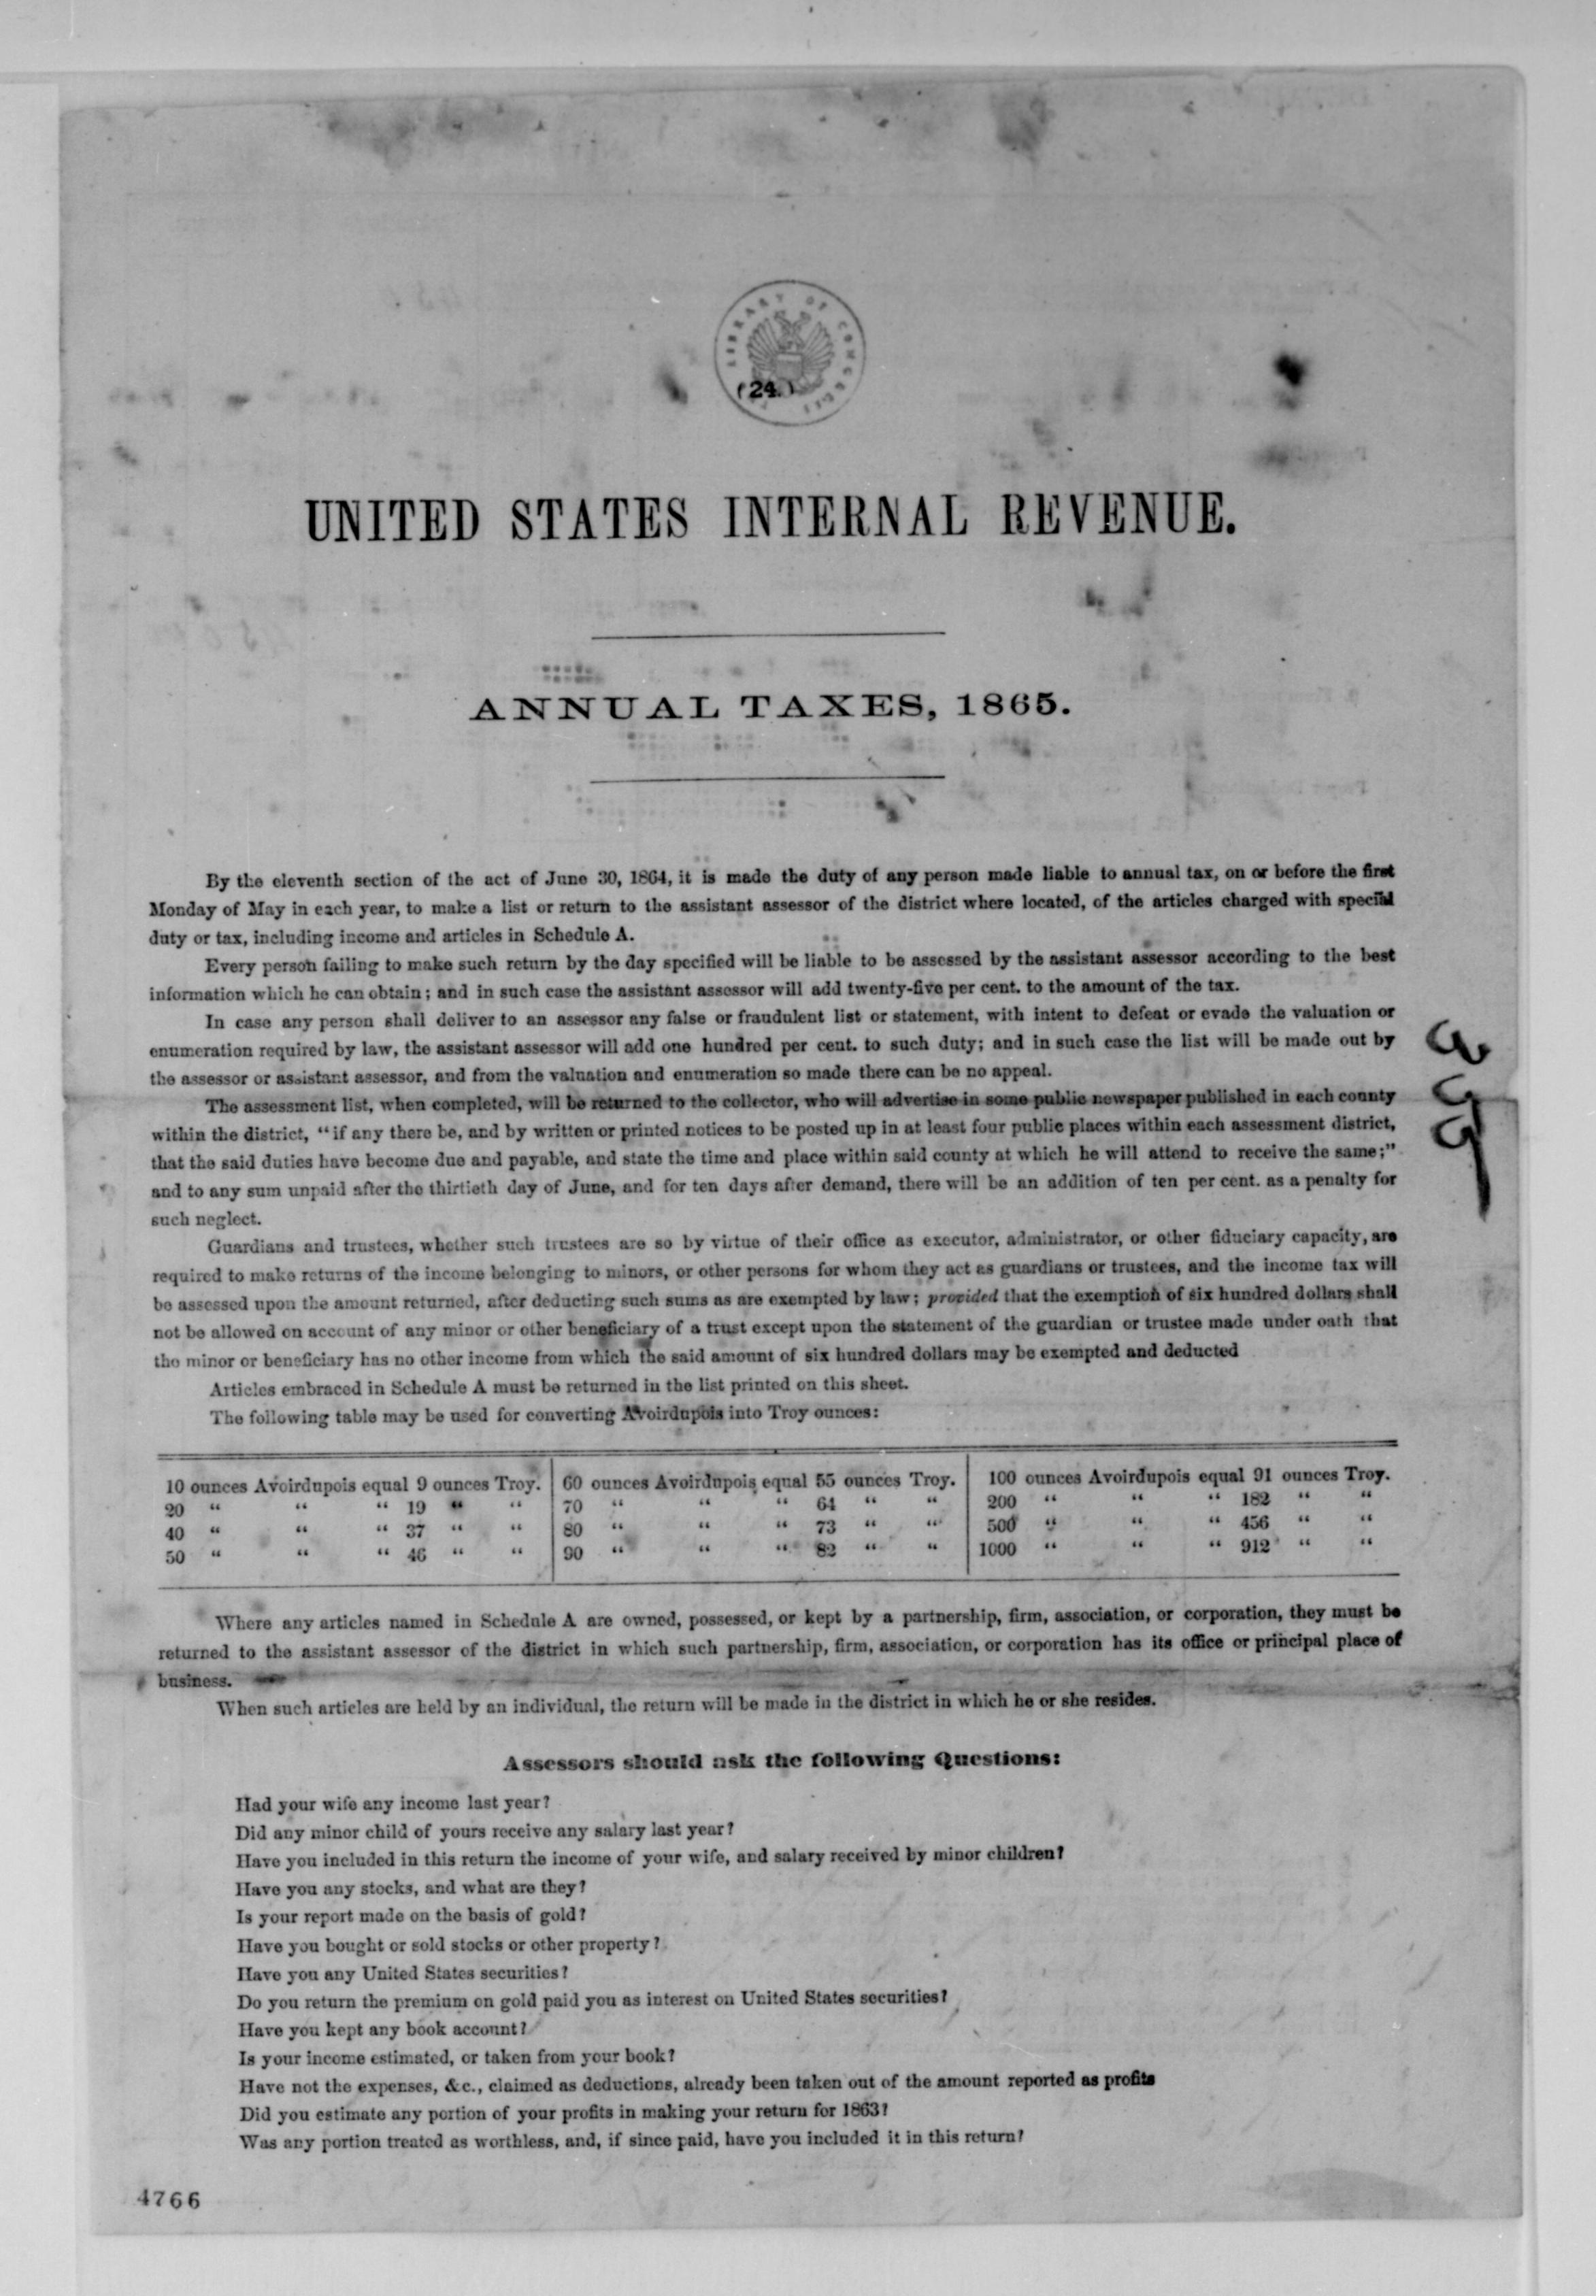 LIBRARY OF CONGRESS
(24.)
UNITED STATES INTERNAL REVENUE.
ANNUAL TAXES, 1865.
By the eleventh section of the act of June 30, 1864, it is made the duty of any person made liable to annual tax, on or before the first
Monday of May in each year, to make a list or return to the assistant assessor of the district where located, of the articles charged with special
duty or tax, including income and articles in Schedule A.
Every person failing to make such return by the day specified will be liable to be assessed by the assistant assessor according to the best
information which he can obtain; and in such case the assistant assessor will add twenty-five per cent. to the amount of the tax.
In case any person shall deliver to an assessor any false or fraudulent list or statement, with intent to defeat or evade the valuation or
enumeration required by law, the assistant assessor will add one hundred per cent. to such duty; and in such case the list will be made out by
the assessor or assistant assessor, and from the valuation and enumeration so made there can be no appeal.
The assessment list, when completed, will be returned to the collector, who will advertise in some public newspaper published in each county
within the district, "if any there be, and by written or printed notices to be posted up in at least four public places within each assessment district,
that the said duties have become due and payable, and state the time and place within said county at which he will attend to receive the same;"
and to any sum unpaid after the thirtieth day of June, and for ten days after demand, there will be an addition of ten per cent. as a penalty for
such neglect.
Guardians and trustees, whether such trustees are so by virtue of their office as executor, administrator, or other fiduciary capacity, are
required to make returns of the income belonging to minors, or other persons for whom they act as guardians or trustees, and the income tax will
be assessed upon the amount returned, after deducting such sums as are exempted by law; provided that the exemption of six hundred dollars shall
not be allowed on account of any minor or other beneficiary of a trust except upon the statement of the guardian or trustee made under oath that
the minor or beneficiary has no other income from which the said amount of six hundred dollars may be exempted and deducted
Articles embraced in Schedule A must be returned in the list printed on this sheet.
The following table may be used for converting Avoirdupois into Troy ounces:
10 ounces Avoirdupois equal 9 ounces Troy.
20 " " " 19 " "
40 " " " 37 " "
50 " " " 46 " "
60 ounces Avoirdupois equal 55 ounces Troy.
70 " " " 64 " "
80 " " " 73 " "
90 " " " 82 " "
100 ounces Avoirdupois equal 91 ounces Troy.
200 " " " 182 " "
500 " " " 456 " "
1000 " " " 912 " "
Where any articles named in Schedule A are owned, possessed, or kept by a partnership, firm, association, or corporation, they must be
returned to the assistant assessor of the district in which such partnership, firm, association, or corporation has its office or principal place of
business.
When such articles are held by an individual, the return will be made in the district in which he or she resides.
Assessors should ask the following Questions:
Had your wife any income last year?
Did any minor child of yours receive any salary last year?
Have you included in this return the income of your wife, and salary received by minor children?
Have you any stocks, and what are they?
Is your report made on the basis of gold?
Have you bought or sold stocks or other property?
Have you any United States securities?
Do you return the premium on gold paid you as interest on United States securities?
Have you kept any book account?
Is your income estimated, or taken from your book?
Have not the expenses, &c., claimed as deductions, already been taken out of the amount reported as profits
Did you estimate any portion of your profits in making your return for 1863?
Was any portion treated as worthless, and, if since paid, have you included it in this return?
4766